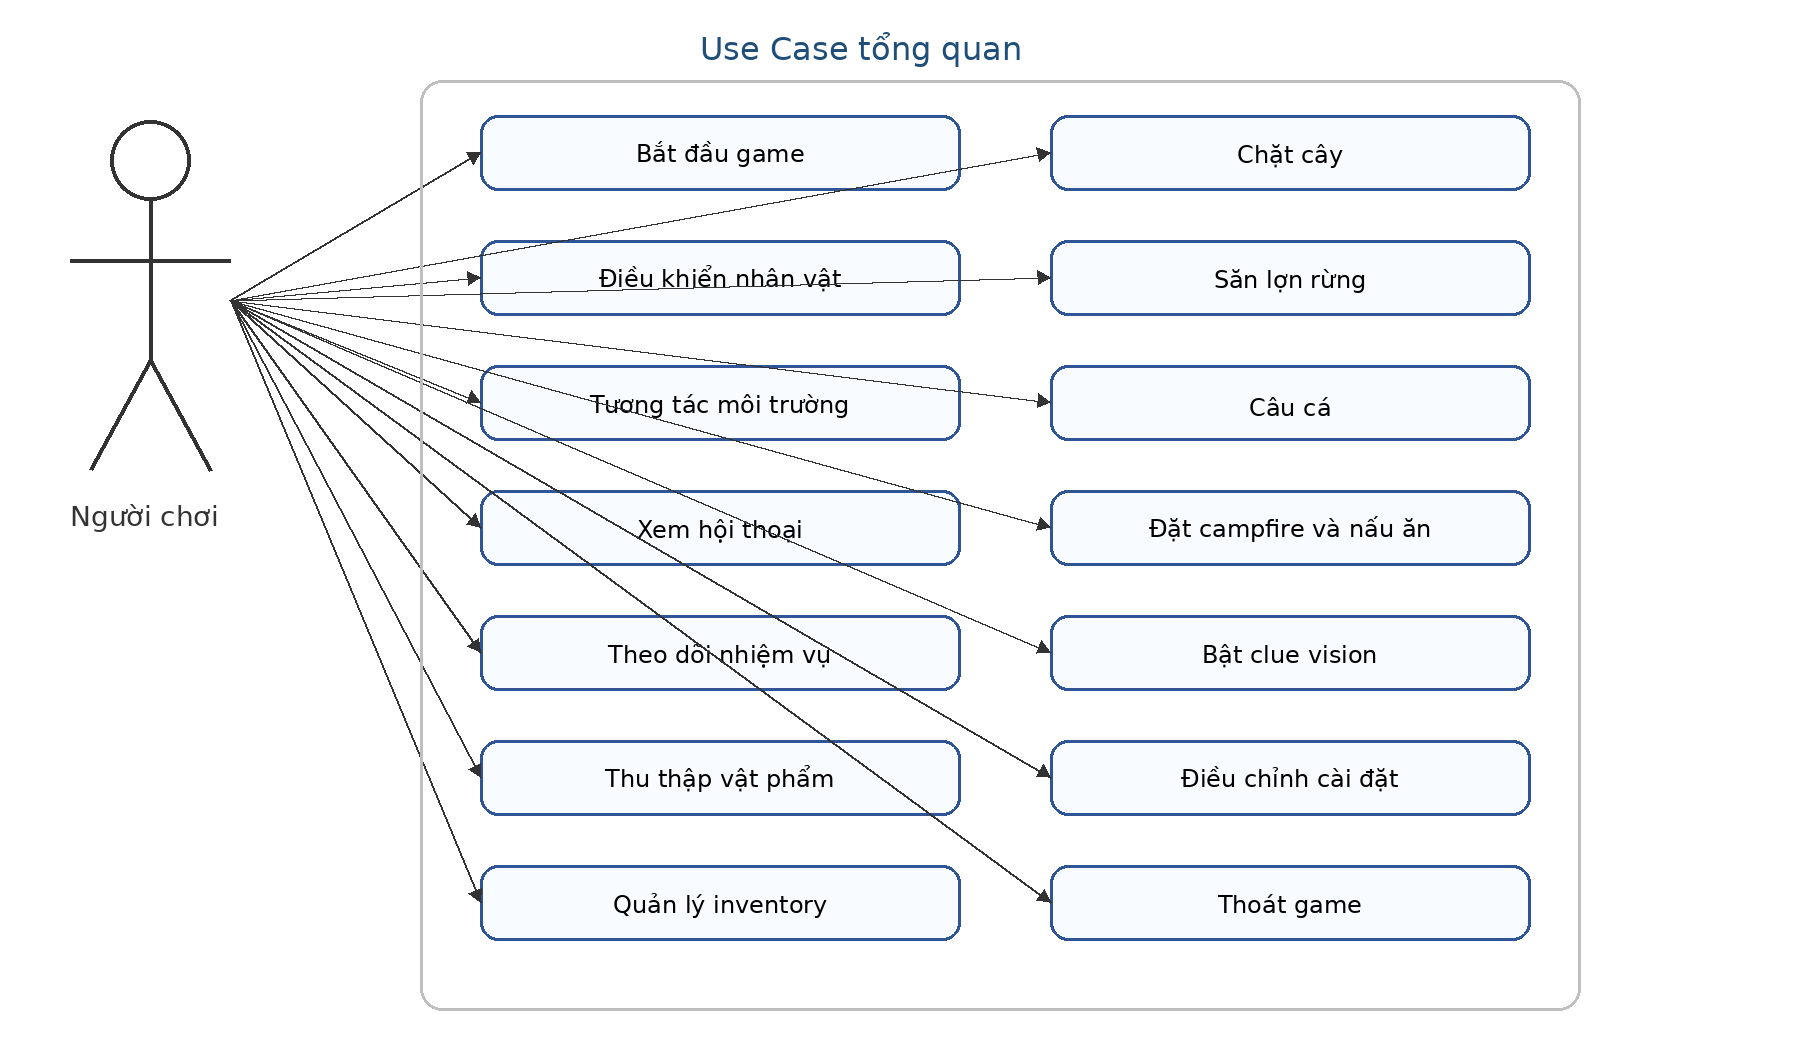 Use Case tổng quan
Người chơi
Bắt đầu game
Điều khiển nhân vật
Tương tác môi trường
Xem hội thoại
Theo dõi nhiệm vụ
Thu thập vật phẩm
Quản lý inventory
Chặt cây
Săn lợn rừng
Câu cá
Đặt campfire và nấu ăn
Bật clue vision
Điều chỉnh cài đặt
Thoát game